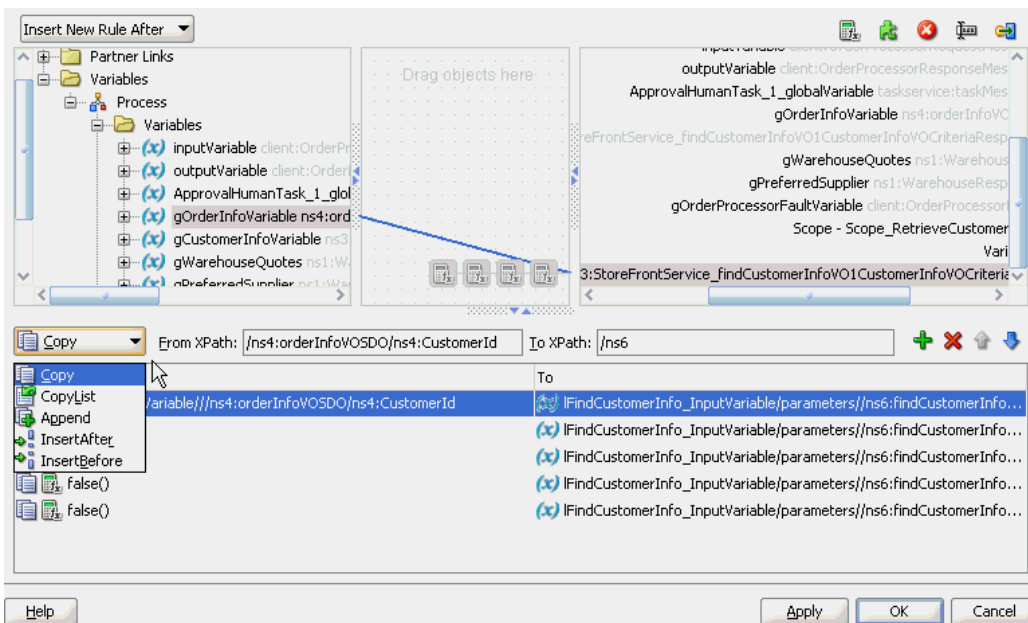 Insert New Rule After
Partner Links
Variables
Process
Variables
(x) inputVariable client:OrderPr
(x) outputVariable client:Order
(x) ApprovalHumanTask_1_glol
(x) gOrderInfoVariable ns4:ord
(x) gCustomerInfoVariable ns3
(x) gWarehouseQuotes ns1:W
(x) gPreferredSupplier ns1:War
Drag objects here
outputVariable client:OrderProcessorResponseMes
ApprovalHumanTask_1_globalVariable taskservice:taskMes
gOrderInfoVariable ns4:orderInfoVO
reFrontService_findCustomerInfoVO1CustomerInfoVOCriteriaResp
gWarehouseQuotes ns1:Warehous
gPreferredSupplier ns1:WarehouseResp
gOrderProcessorFaultVariable client:OrderProcessor
Scope - Scope_RetrieveCustomer
Vari
3:StoreFrontService_findCustomerInfoVO1CustomerInfoVOCriteria
Copy From XPath: /ns4:orderInfoVOSDO/ns4:CustomerId To XPath: /ns6
Copy
CopyList
Append
InsertAfter
InsertBefore
To
ariable///ns4:orderInfoVOSDO/ns4:CustomerId lFindCustomerInfo_InputVariable/parameters//ns6:findCustomerInfo...
(x) lFindCustomerInfo_InputVariable/parameters//ns6:findCustomerInfo...
(x) lFindCustomerInfo_InputVariable/parameters//ns6:findCustomerInfo...
false() (x) lFindCustomerInfo_InputVariable/parameters//ns6:findCustomerInfo...
false() (x) lFindCustomerInfo_InputVariable/parameters//ns6:findCustomerInfo...
Help Apply OK Cancel